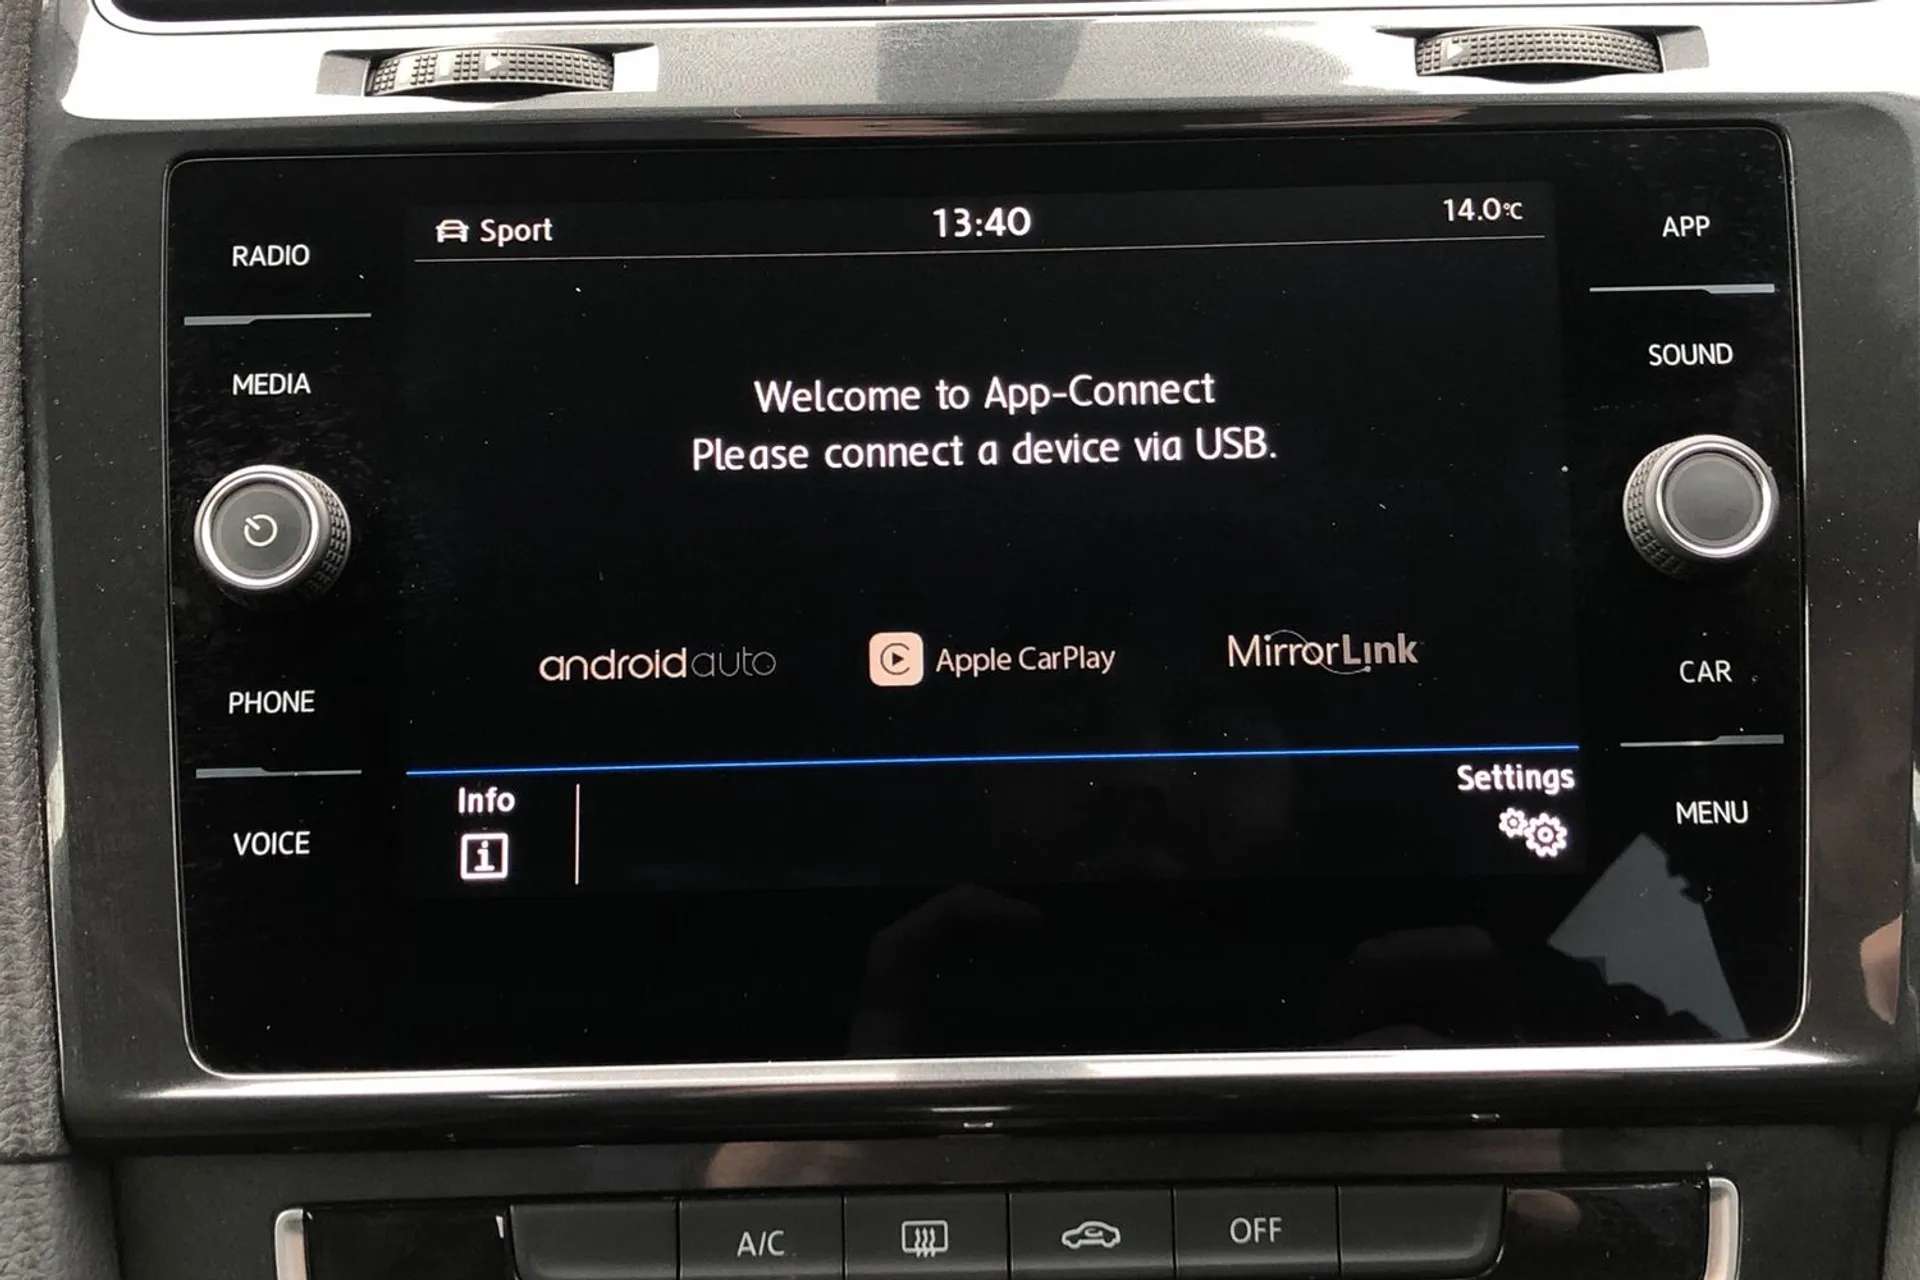 Sport 13:40 14.0°C
RADIO
MEDIA
PHONE
VOICE
Welcome to App-Connect
Please connect a device via USB.
androidauto
Apple CarPlay
MirrorLink
Info
i
Settings
APP
SOUND
CAR
MENU
A/C
OFF